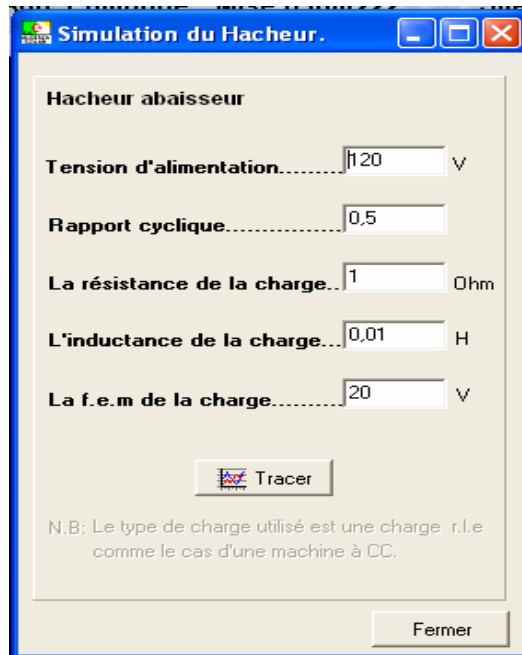 Simulation du Hacheur.
Hacheur abaisseur
Tension d'alimentation........ 120 V
Rapport cyclique............... 0,5
La résistance de la charge.. 1 Ohm
L'inductance de la charge... 0,01 H
La f.e.m de la charge......... 20 V
Tracer
N.B: Le type de charge utilisé est une charge r.l.e
comme le cas d'une machine à CC.
Fermer